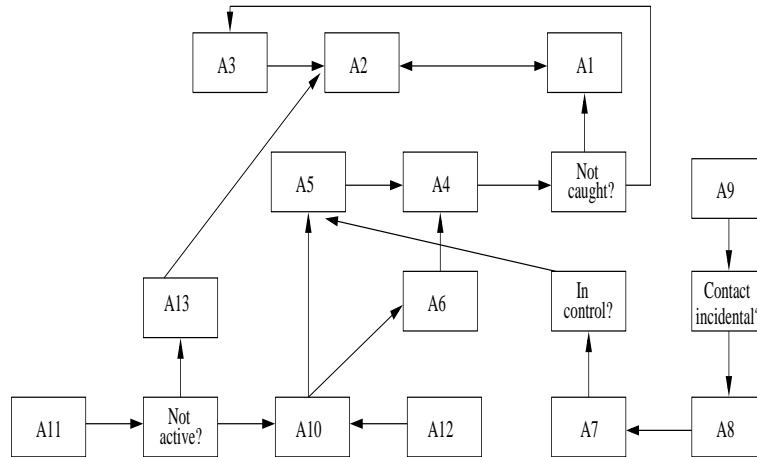 A3
A2
A1
A5
A4
Not
caught?
A9
A13
A6
In
control?
Contact
incidental?
A11
Not
active?
A10
A12
A7
A8